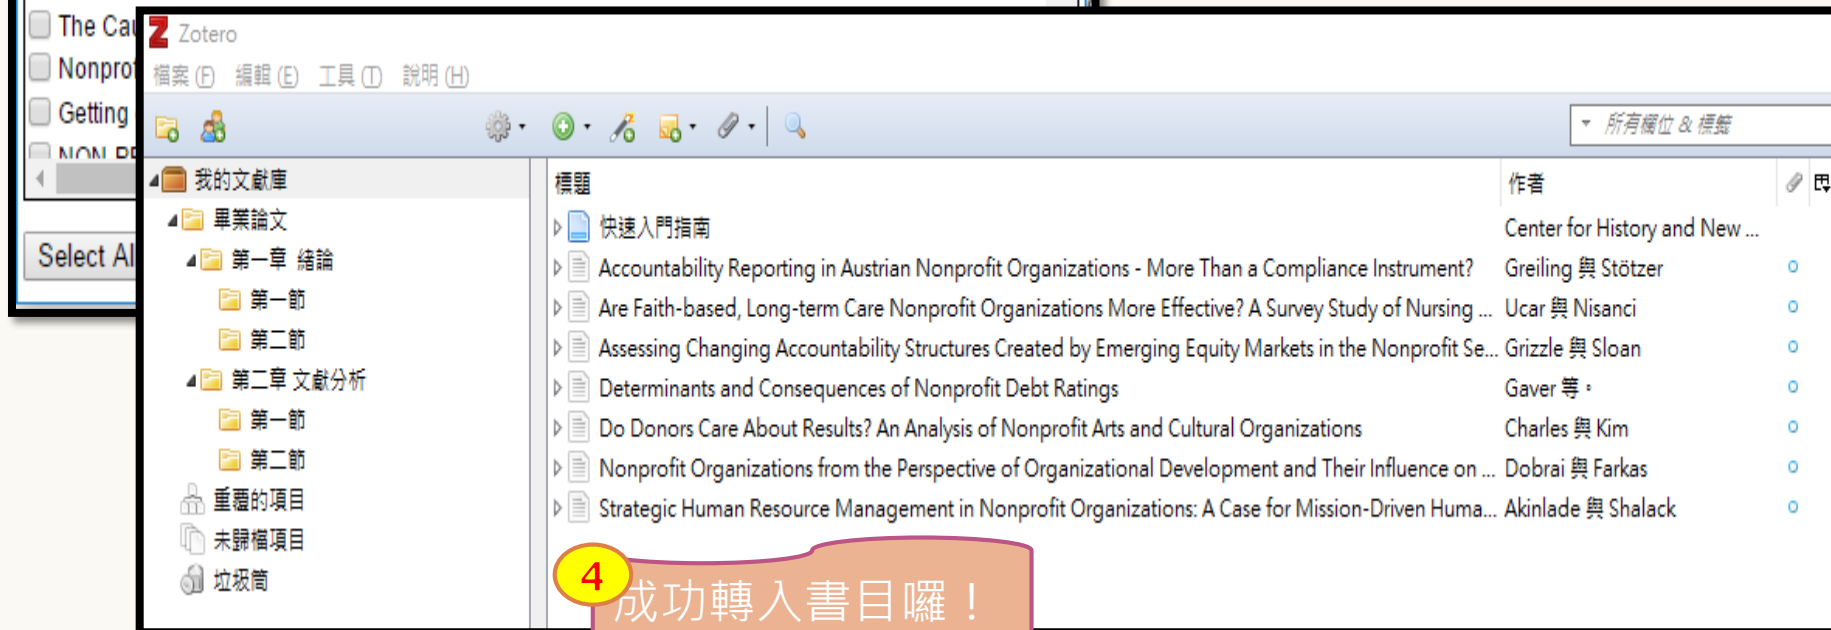 The Cau
Nonprof
Getting
NON-PR
Select Al
Zotero
檔案(F) 編輯(E) 工具(T) 說明(H)
所有欄位 & 標籤
我的文獻庫
畢業論文
第一章 緒論
第一節
第二節
第二章 文獻分析
第一節
第二節
重覆的項目
未歸檔項目
垃圾筒
標題 作者
快速入門指南 Center for History and New ...
Accountability Reporting in Austrian Nonprofit Organizations - More Than a Compliance Instrument? Greiling 與 Stötzer
Are Faith-based, Long-term Care Nonprofit Organizations More Effective? A Survey Study of Nursing ... Ucar 與 Nisanci
Assessing Changing Accountability Structures Created by Emerging Equity Markets in the Nonprofit Se... Grizzle 與 Sloan
Determinants and Consequences of Nonprofit Debt Ratings Gaver 等。
Do Donors Care About Results? An Analysis of Nonprofit Arts and Cultural Organizations Charles 與 Kim
Nonprofit Organizations from the Perspective of Organizational Development and Their Influence on ... Dobrai 與 Farkas
Strategic Human Resource Management in Nonprofit Organizations: A Case for Mission-Driven Huma... Akinlade 與 Shalack
4
成功轉入書目囉！